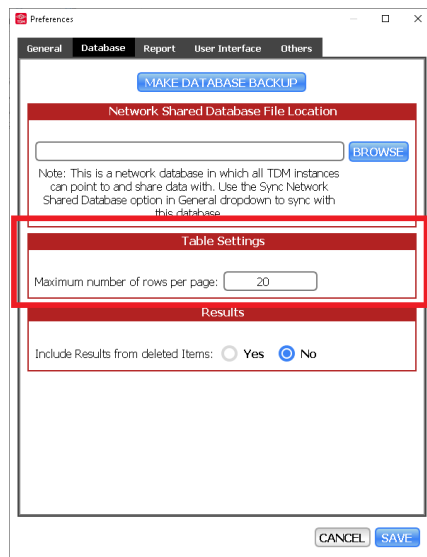 Preferences
General Database Report User Interface Others
MAKE DATABASE BACKUP
Network Shared Database File Location
BROWSE
Note: This is a network database in which all TDM instances
can point to and share data with. Use the Sync Network
Shared Database option in General dropdown to sync with
this database
Table Settings
Maximum number of rows per page: 20
Results
Include Results from deleted Items: Yes No
CANCEL SAVE